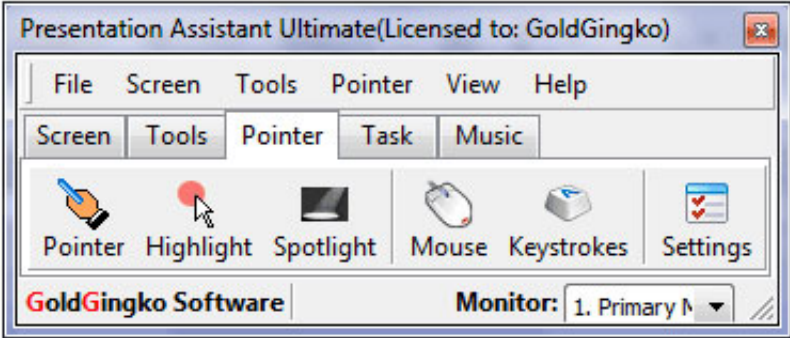 Presentation Assistant Ultimate(Licensed to: GoldGingko)
File Screen Tools Pointer View Help
Screen Tools Pointer Task Music
Pointer Highlight Spotlight Mouse Keystrokes Settings
GoldGingko Software Monitor: 1. Primary